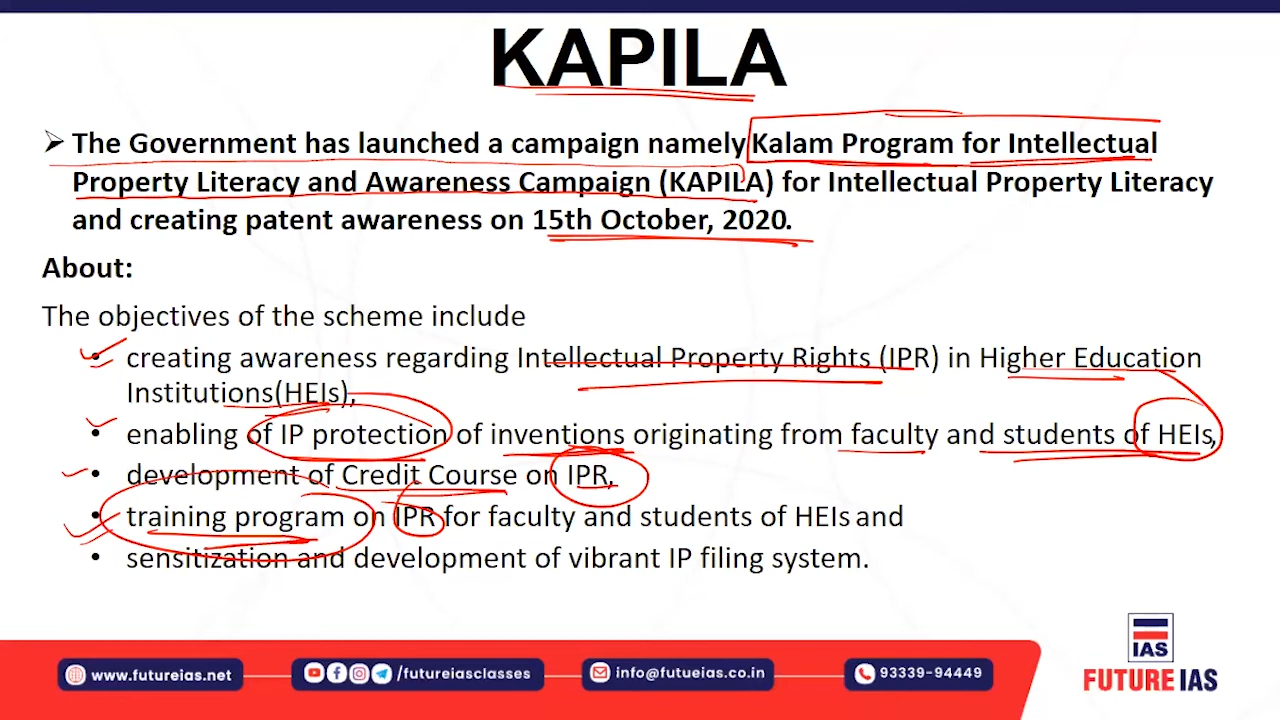 KAPILA
➢ The Government has launched a campaign namely Kalam Program for Intellectual
Property Literacy and Awareness Campaign (KAPILA) for Intellectual Property Literacy
and creating patent awareness on 15th October, 2020.
About:
The objectives of the scheme include
• creating awareness regarding Intellectual Property Rights (IPR) in Higher Education
Institutions(HEIs),
• enabling of IP protection of inventions originating from faculty and students of HEIs,
• development of Credit Course on IPR,
• training program on IPR for faculty and students of HEIs and
• sensitization and development of vibrant IP filing system.
www.futureias.net
/futureiasclasses
info@futueias.co.in
93339-94449
IAS
FUTURE IAS